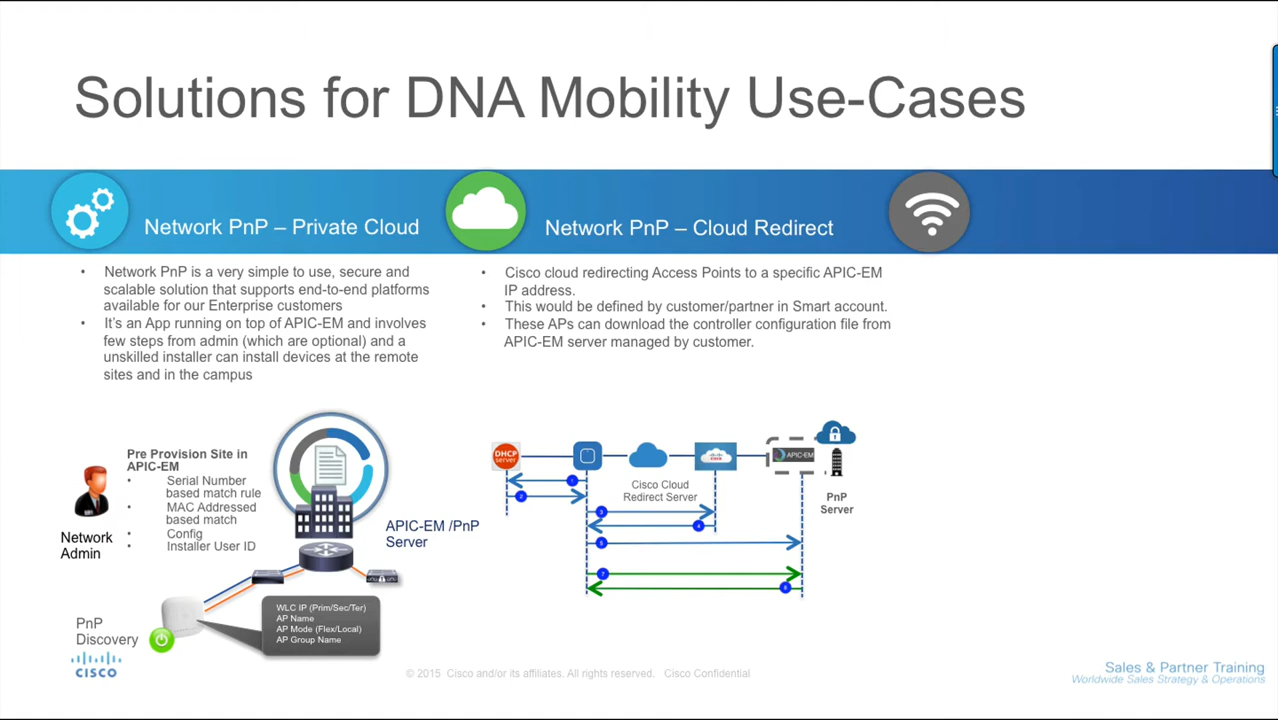 Solutions for DNA Mobility Use-Cases
Network PnP – Private Cloud
Network PnP – Cloud Redirect
• Network PnP is a very simple to use, secure and
scalable solution that supports end-to-end platforms
available for our Enterprise customers
• It's an App running on top of APIC-EM and involves
few steps from admin (which are optional) and a
unskilled installer can install devices at the remote
sites and in the campus
• Cisco cloud redirecting Access Points to a specific APIC-EM
IP address.
• This would be defined by customer/partner in Smart account.
• These APs can download the controller configuration file from
APIC-EM server managed by customer.
Pre Provision Site in
APIC-EM
• Serial Number
based match rule
• MAC Addressed
based match
• Config
• Installer User ID
Network
Admin
APIC-EM /PnP
Server
WLC IP (Prim/Sec/Ter)
AP Name
AP Mode (Flex/Local)
AP Group Name
PnP
Discovery
CISCO
DHCP
server
Cisco Cloud
Redirect Server
APIC-EM
PnP
Server
1
2
3
4
5
7
© 2015 Cisco and/or its affiliates. All rights reserved. Cisco Confidential
Sales & Partner Training
Worldwide Sales Strategy & Operations